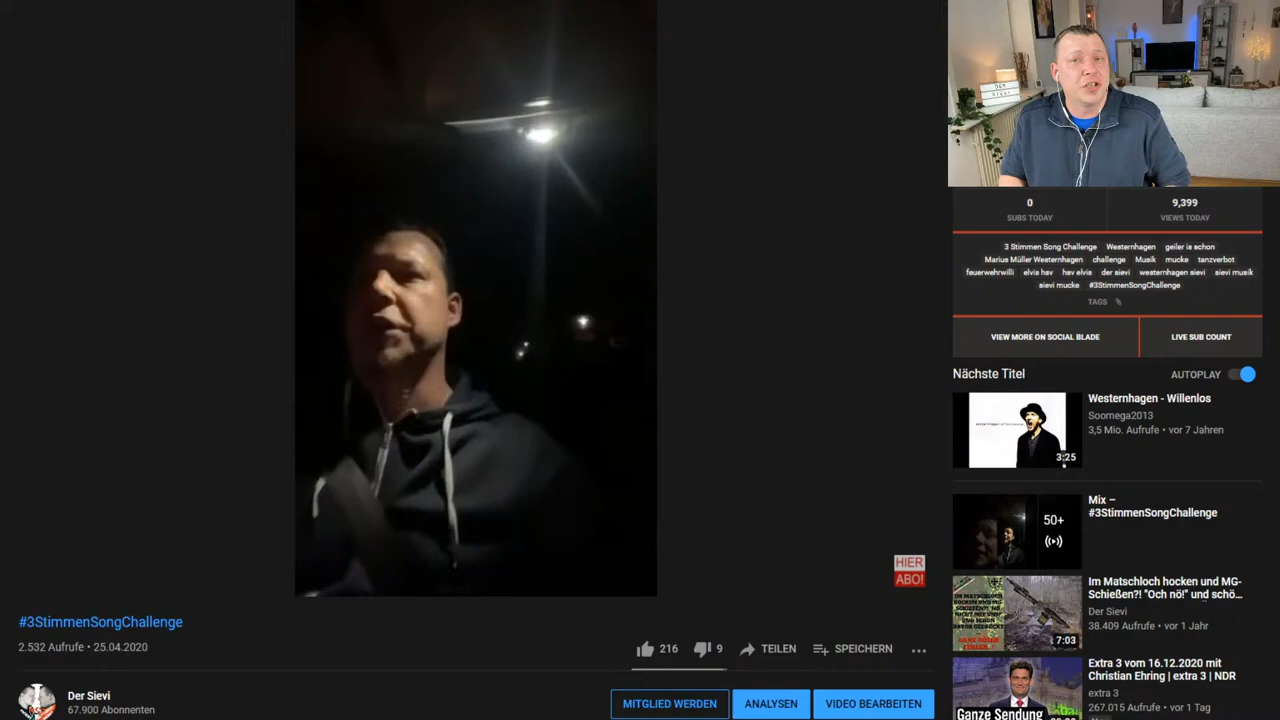 0
SUBS TODAY
9,399
VIEWS TODAY
3 Stimmen Song Challenge Westernhagen geiler is schon
Marius Müller Westernhagen challenge Musik mucke tanzverbot
feuerwehrwilli elvis hsv hsv elvis der sievi westernhagen sievi sievi musik
sievi mucke #3StimmenSongChallenge
TAGS
VIEW MORE ON SOCIAL BLADE
LIVE SUB COUNT
Nächste Titel
AUTOPLAY
Westernhagen - Willenlos
Soomega2013
3,5 Mio. Aufrufe • vor 7 Jahren
3:25
Mix –
#3StimmenSongChallenge
50+
Im Matschloch hocken und MG-
Schießen?! "Och nö!" und schö...
Der Sievi
38.409 Aufrufe • vor 1 Jahr
7:03
Extra 3 vom 16.12.2020 mit
Christian Ehring | extra 3 | NDR
extra 3
267.015 Aufrufe • vor 1 Tag
Ganze Sendung
HIER
ABO!
#3StimmenSongChallenge
2.532 Aufrufe • 25.04.2020
216
9
TEILEN
SPEICHERN
Der Sievi
67.900 Abonnenten
MITGLIED WERDEN
ANALYSEN
VIDEO BEARBEITEN